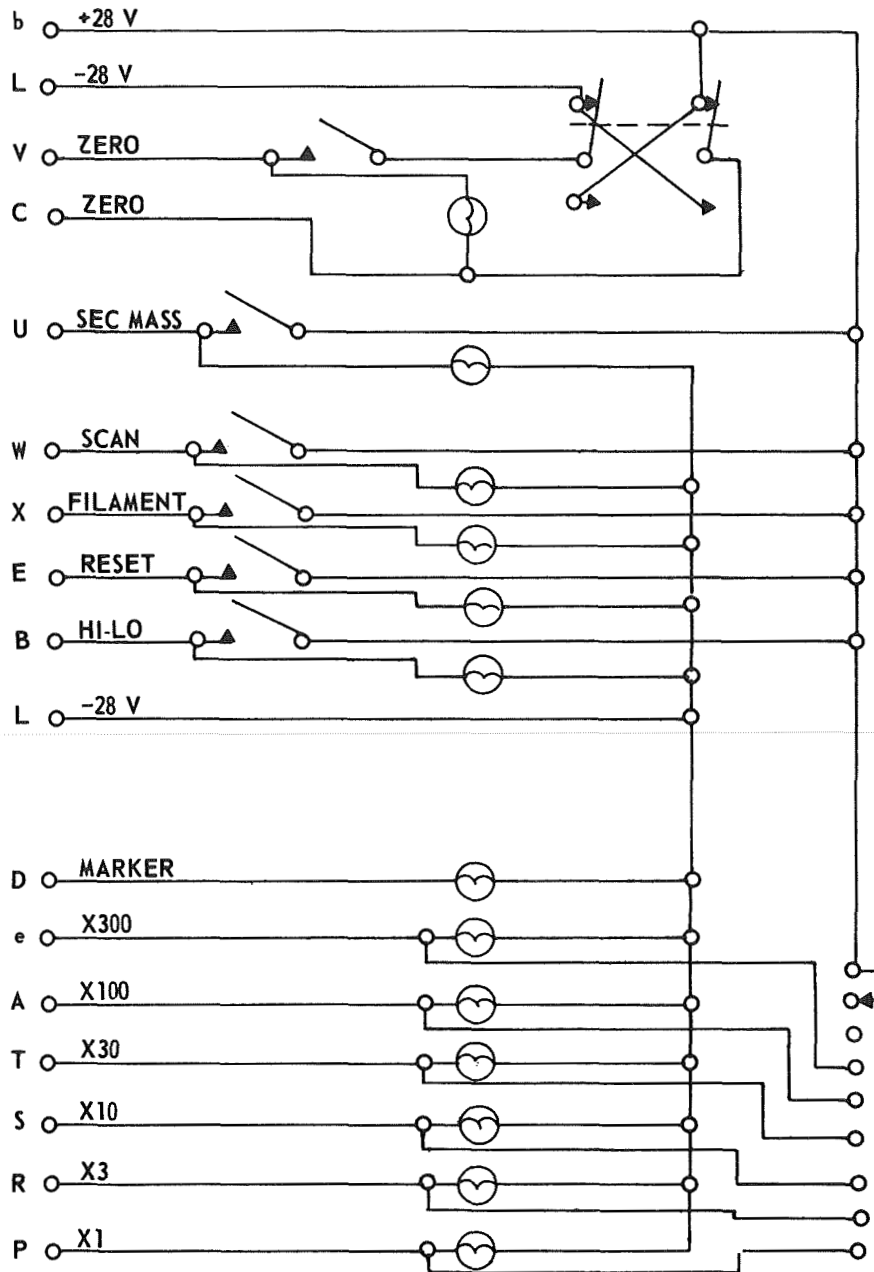 b +28 V
L -28 V
V ZERO
C ZERO
U SEC MASS
W SCAN
X FILAMENT
E RESET
B HI-LO
L -28 V
D MARKER
e X300
A X100
T X30
S X10
R X3
P X1